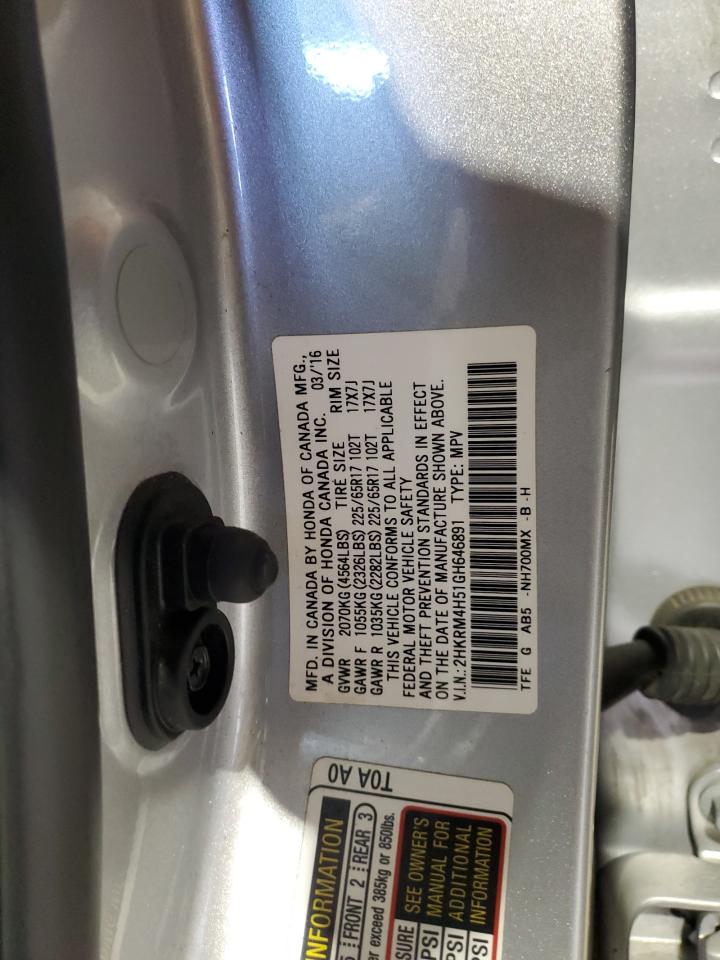 MFD. IN CANADA BY HONDA OF CANADA MFG.,
A DIVISION OF HONDA CANADA INC. 03/'16
GVWR 2070KG(4564LBS) TIRE SIZE RIM SIZE
GAWR F 1055KG(2326LBS) 225/65R17 102T 17X7J
GAWR R 1035KG(2282LBS) 225/65R17 102T 17X7J
THIS VEHICLE CONFORMS TO ALL APPLICABLE
FEDERAL MOTOR VEHICLE SAFETY
AND THEFT PREVENTION STANDARDS IN EFFECT
ON THE DATE OF MANUFACTURE SHOWN ABOVE.
V.I.N.:2HKRM4H51GH646891 TYPE: MPV
TFE G AB5 -NH700MX -B -H
T0A A0
INFORMATION
5 FRONT 2 REAR 3
exceed 385kg or 850lbs.
SEE OWNER'S
MANUAL FOR
ADDITIONAL
INFORMATION
PSI
PSI
PSI